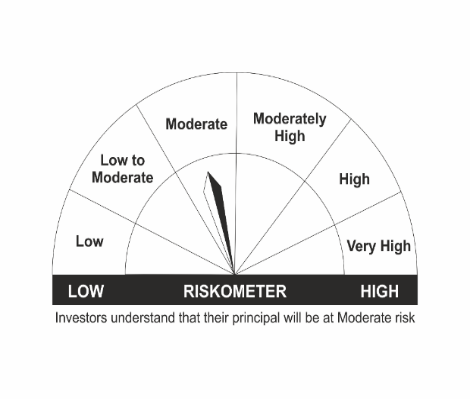 Moderate
Moderately
High
Low to
Moderate
High
Low
Very High
LOW RISKOMETER HIGH
Investors understand that their principal will be at Moderate risk